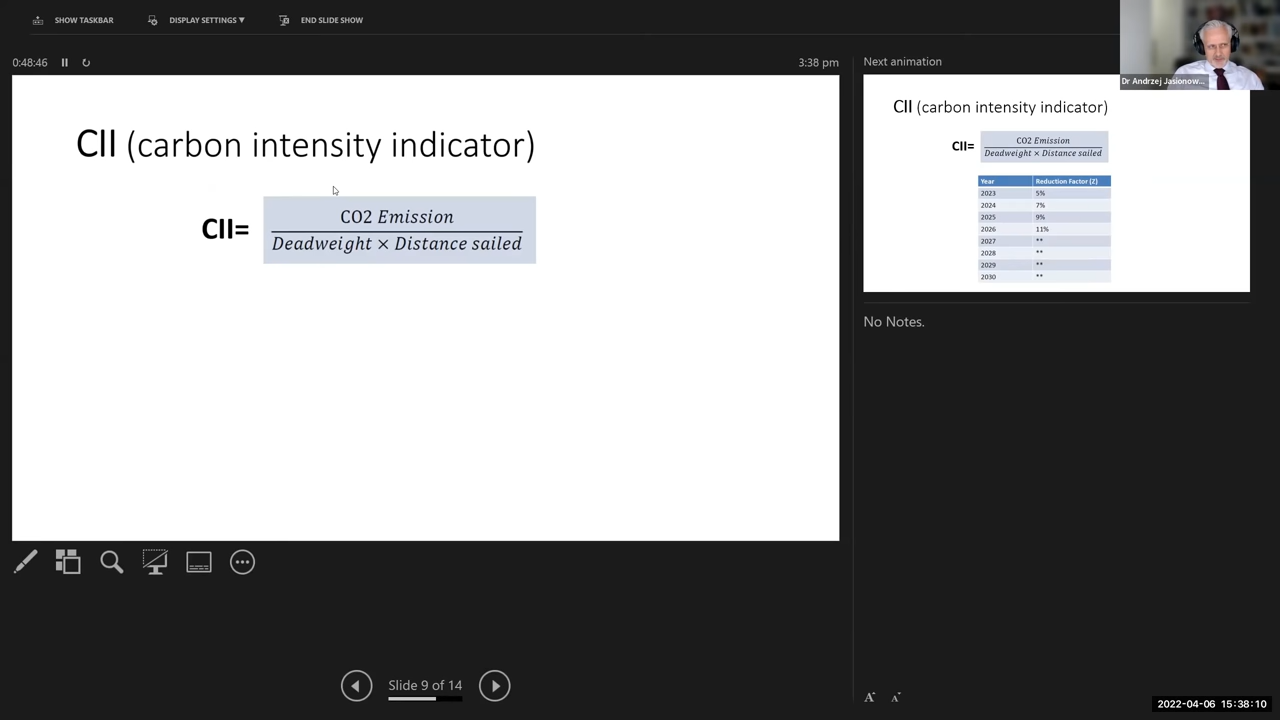 SHOW TASKBAR
DISPLAY SETTINGS ▼
END SLIDE SHOW
0:48:46
3:38 pm
CII (carbon intensity indicator)
CII=
CO2 Emission
Deadweight × Distance sailed
Next animation
CII (carbon intensity indicator)
CII=
CO2 Emission
Deadweight × Distance sailed
Year Reduction Factor (Z)
2023 5%
2024 7%
2025 9%
2026 11%
2027 **
2028 **
2029 **
2030 **
Dr Andrzej Jasionow...
No Notes.
Slide 9 of 14
A A
2022-04-06 15:38:10